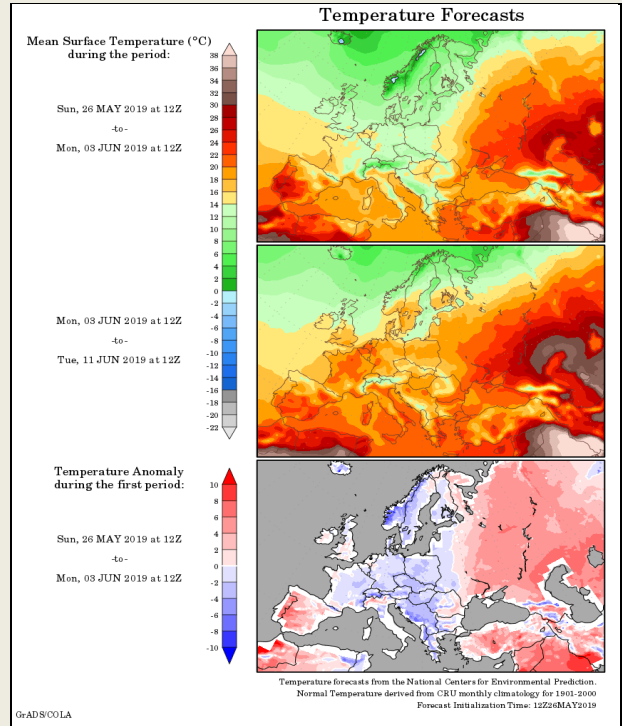 Temperature Forecasts
Mean Surface Temperature (°C)
during the period:
Sun, 26 MAY 2019 at 12Z
-to-
Mon, 03 JUN 2019 at 12Z
38
36
34
32
30
28
26
24
22
20
18
16
14
12
10
8
6
4
2
0
-2
-4
-6
-8
-10
-12
-14
-16
-18
-20
-22
Mon, 03 JUN 2019 at 12Z
-to-
Tue, 11 JUN 2019 at 12Z
Temperature Anomaly
during the first period:
Sun, 26 MAY 2019 at 12Z
-to-
Mon, 03 JUN 2019 at 12Z
10
8
6
4
2
0
-2
-4
-6
-8
-10
Temperature forecasts from the National Centers for Environmental Prediction.
Normal Temperature derived from CRU monthly climatology for 1901-2000
Forecast Initialization Time: 12Z26MAY2019
GrADS/COLA